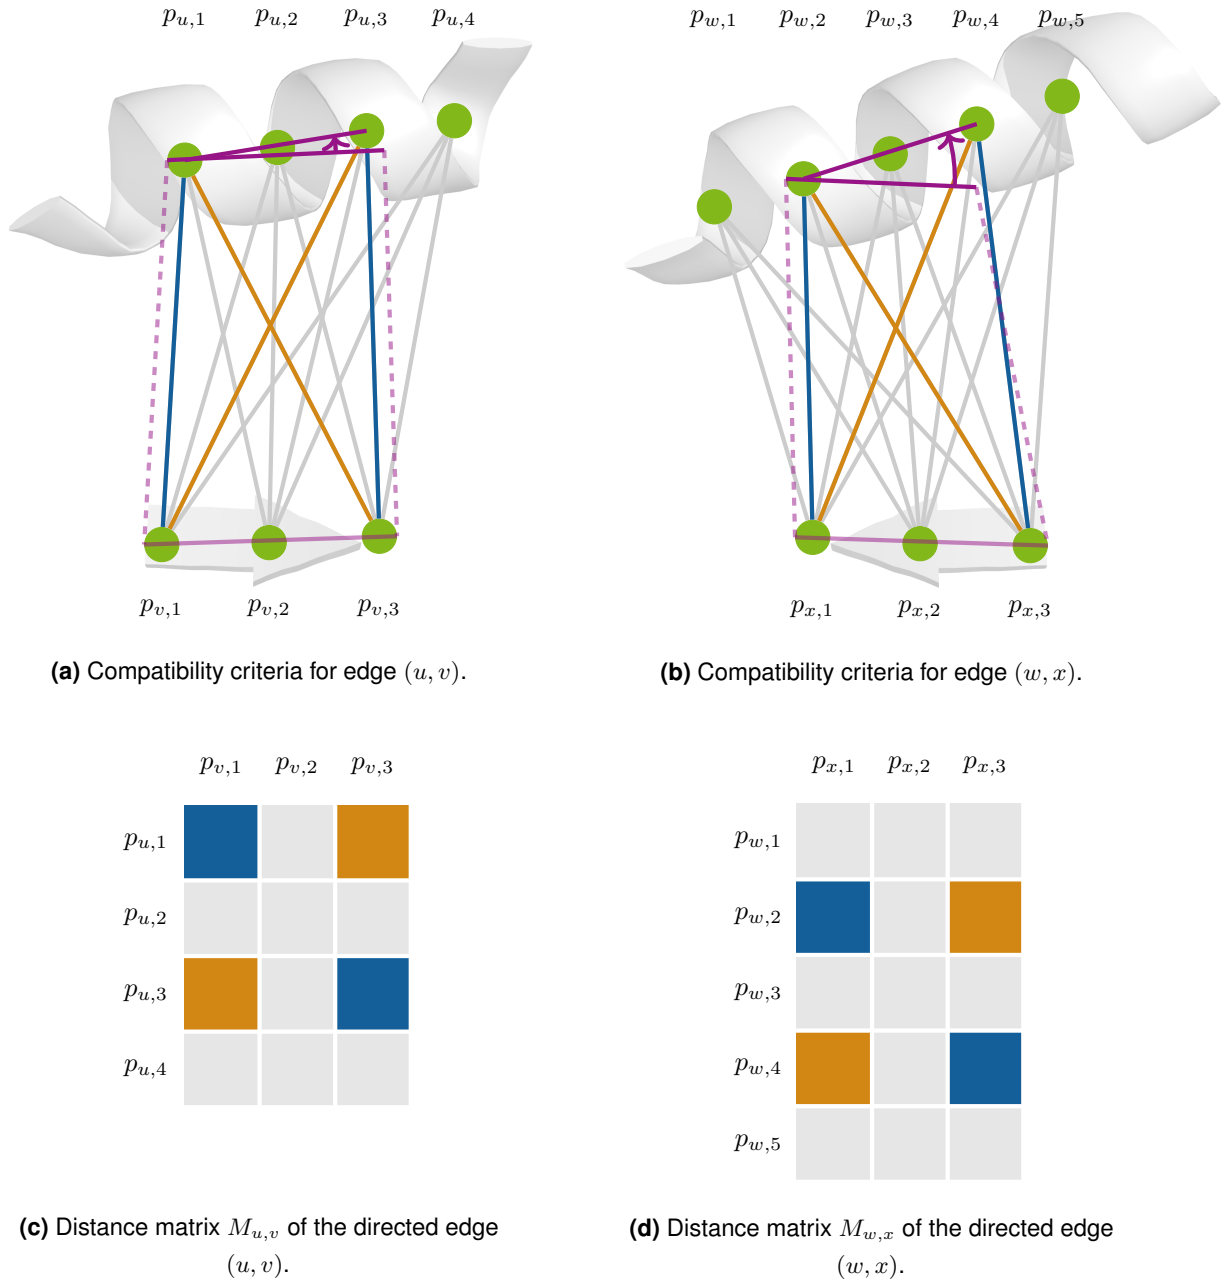 p_{u,1} p_{u,2} p_{u,3} p_{u,4}
p_{w,1} p_{w,2} p_{w,3} p_{w,4} p_{w,5}
p_{v,1} p_{v,2} p_{v,3}
p_{x,1} p_{x,2} p_{x,3}
(a) Compatibility criteria for edge (u, v).
(b) Compatibility criteria for edge (w, x).
p_{v,1} p_{v,2} p_{v,3}
p_{u,1}
p_{u,2}
p_{u,3}
p_{u,4}
p_{x,1} p_{x,2} p_{x,3}
p_{w,1}
p_{w,2}
p_{w,3}
p_{w,4}
p_{w,5}
(c) Distance matrix M_{u,v} of the directed edge
(u, v).
(d) Distance matrix M_{w,x} of the directed edge
(w, x).